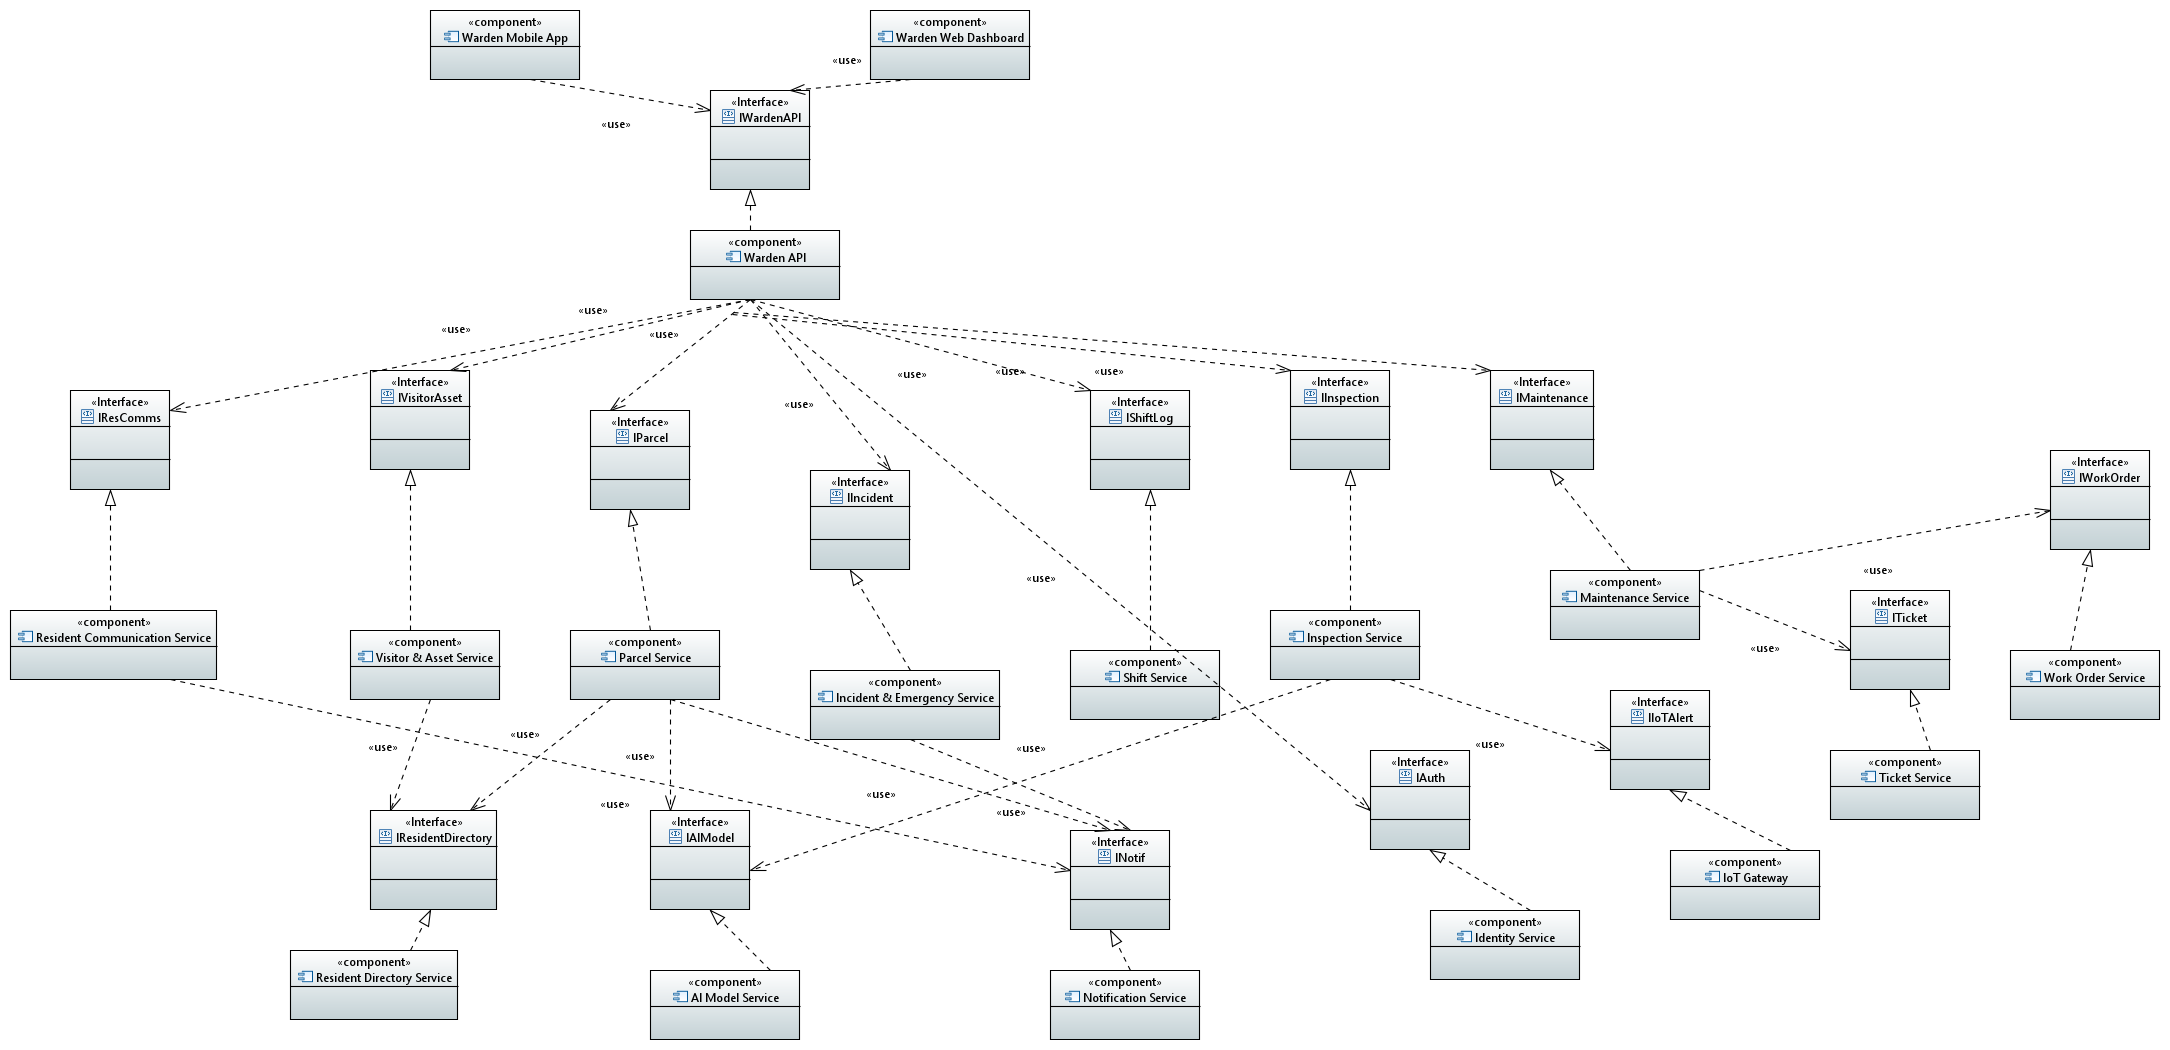 «component»
Warden Mobile App
«component»
Warden Web Dashboard
«use»
«use»
«Interface»
IWardenAPI
«component»
Warden API
«use»
«use»
«use»
«use»
«use»
«use»
«use»
«use»
«Interface»
IResComms
«Interface»
IVisitorAsset
«Interface»
IParcel
«Interface»
IIncident
«Interface»
IShiftLog
«Interface»
IInspection
«Interface»
IMaintenance
«Interface»
IWorkOrder
«component»
Resident Communication Service
«component»
Visitor & Asset Service
«component»
Parcel Service
«component»
Incident & Emergency Service
«component»
Shift Service
«component»
Inspection Service
«component»
Maintenance Service
«use»
«use»
«Interface»
ITicket
«component»
Work Order Service
«use»
«use»
«use»
«use»
«use»
«use»
«use»
«use»
«Interface»
IIoTAlert
«Interface»
IAuth
«component»
Ticket Service
«Interface»
IResidentDirectory
«Interface»
IAIModel
«Interface»
INotif
«component»
IoT Gateway
«component»
Identity Service
«component»
Resident Directory Service
«component»
AI Model Service
«component»
Notification Service